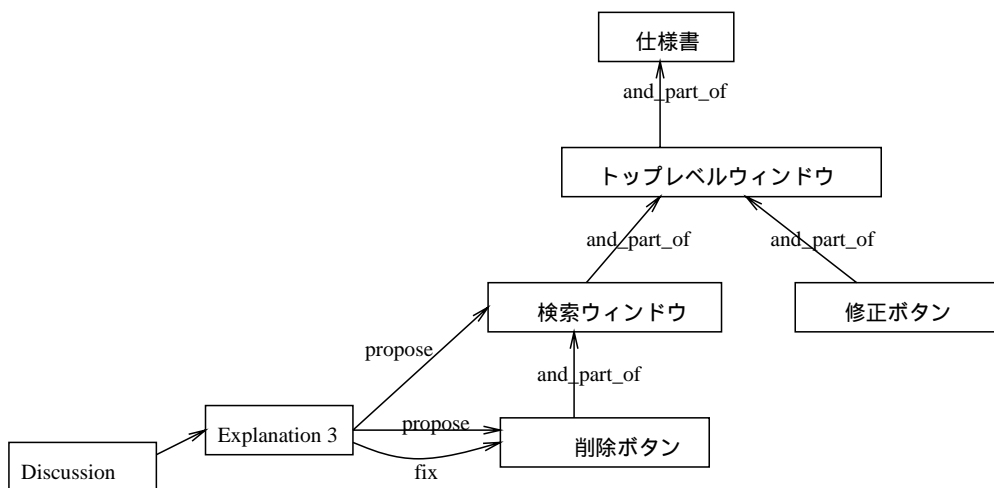 仕様書
and_part_of
トップレベルウィンドウ
and_part_of
and_part_of
検索ウィンドウ
修正ボタン
propose
and_part_of
Explanation 3
propose
削除ボタン
Discussion
fix